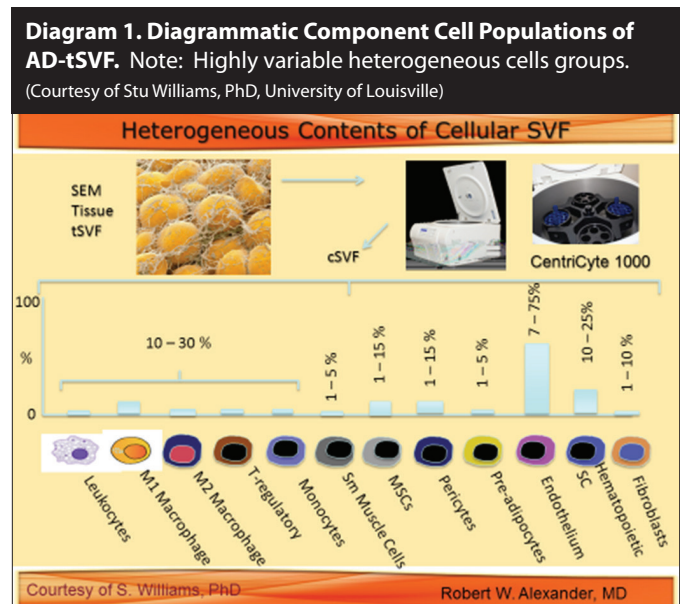 Diagram 1. Diagrammatic Component Cell Populations of
AD-tSVF. Note: Highly variable heterogeneous cells groups.
(Courtesy of Stu Williams, PhD, University of Louisville)
Heterogeneous Contents of Cellular SVF
SEM
Tissue
tSVF
cSVF
CentriCyte 1000
100
%
0
10 – 30 %
1 – 5 %
1 – 15 %
1 – 15 %
1 – 5 %
7 – 75%
10 – 25%
1 – 10 %
Leukocytes
M1 Macrophage
M2 Macrophage
T-regulatory
Monocytes
Sm Muscle Cells
MSCs
Pericytes
Pre-adipocytes
Endothelium
SC
Hematopoietic
Fibroblasts
Courtesy of S. Williams, PhD
Robert W. Alexander, MD